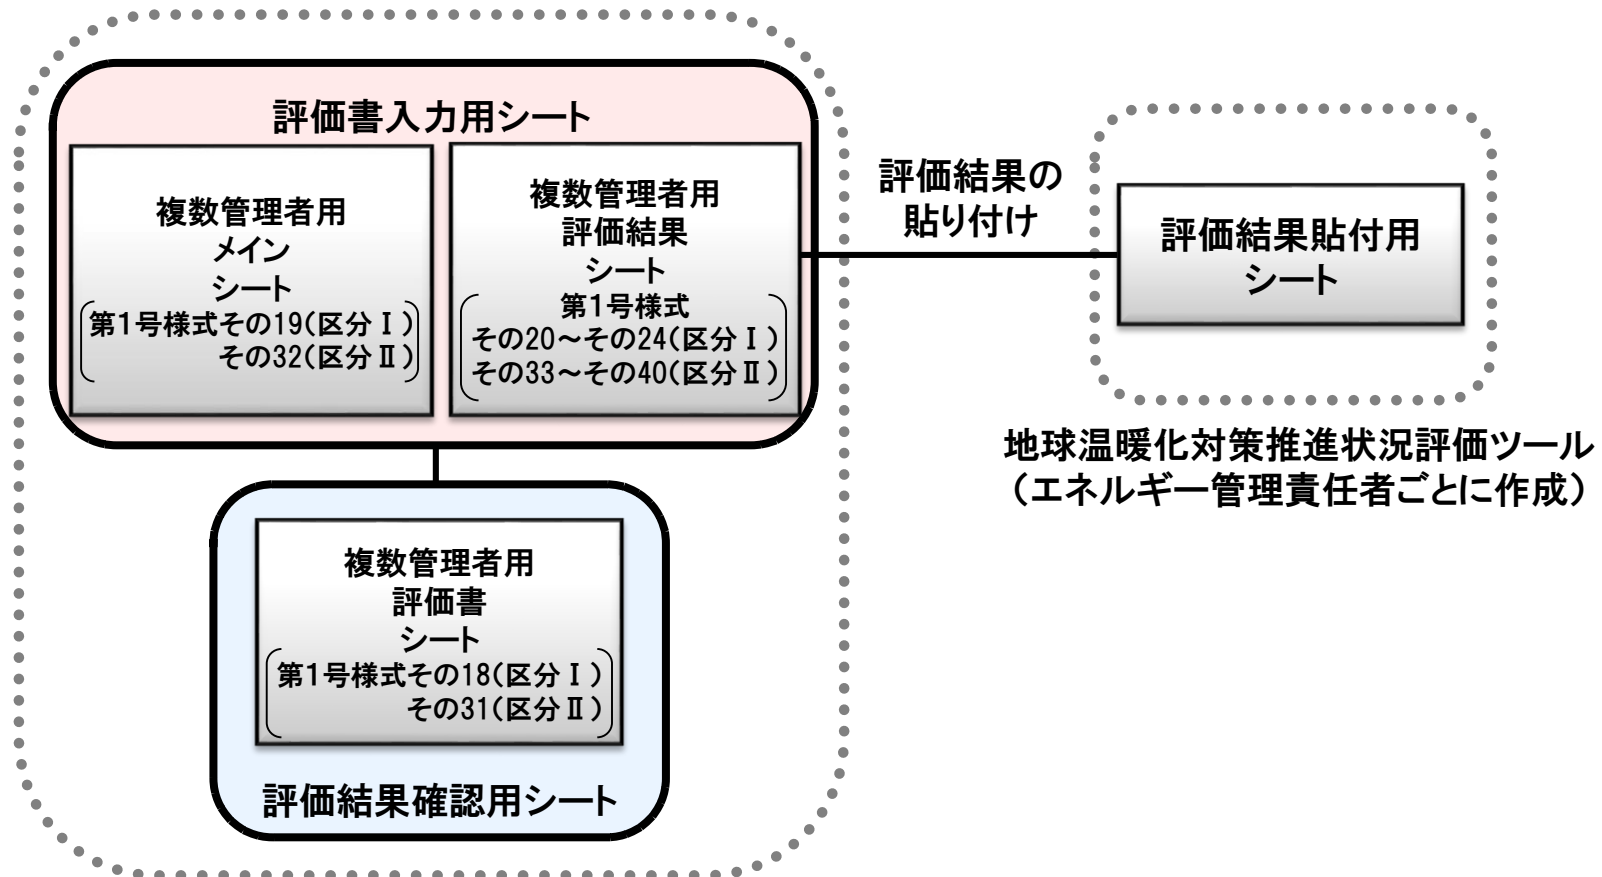 評価書入力用シート
複数管理者用
メイン
シート
第1号様式その19(区分Ⅰ)
その32(区分Ⅱ)
複数管理者用
評価結果
シート
第1号様式
その20～その24(区分Ⅰ)
その33～その40(区分Ⅱ)
評価結果の
貼り付け
評価結果貼付用
シート
地球温暖化対策推進状況評価ツール
（エネルギー管理責任者ごとに作成）
複数管理者用
評価書
シート
第1号様式その18(区分Ⅰ)
その31(区分Ⅱ)
評価結果確認用シート